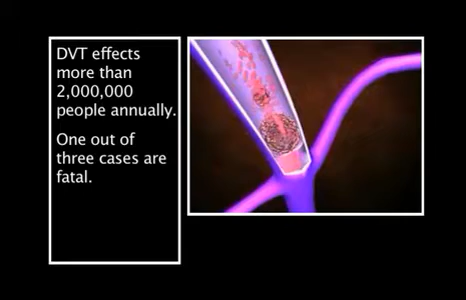 DVT effects
more than
2,000,000
people annually.
One out of
three cases are
fatal.